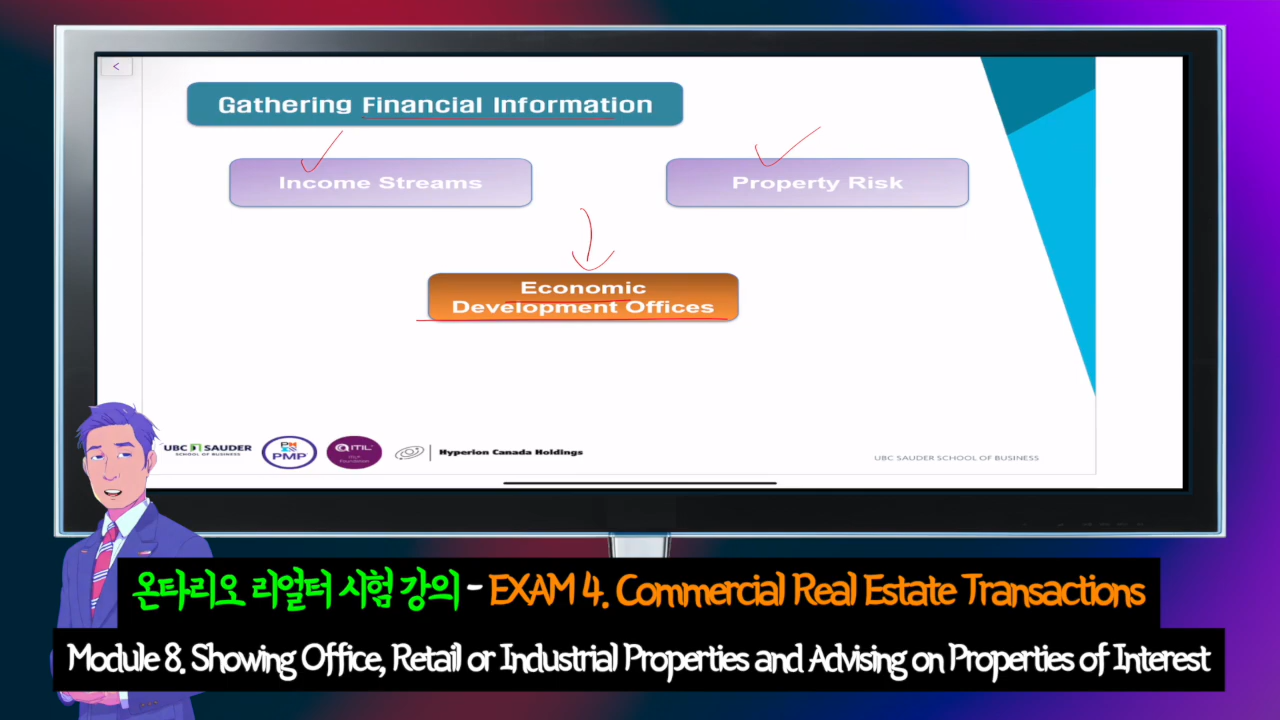 <
Gathering Financial Information
Income Streams
Property Risk
Economic
Development Offices
UBC SAUDER
SCHOOL OF BUSINESS
PMP
ITIL
Foundation
Hyperion Canada Holdings
UBC SAUDER SCHOOL OF BUSINESS
온타리오 리얼터 시험 강의 - EXAM 4. Commercial Real Estate Transactions
Module 8. Showing Office, Retail or Industrial Properties and Advising on Properties of Interest